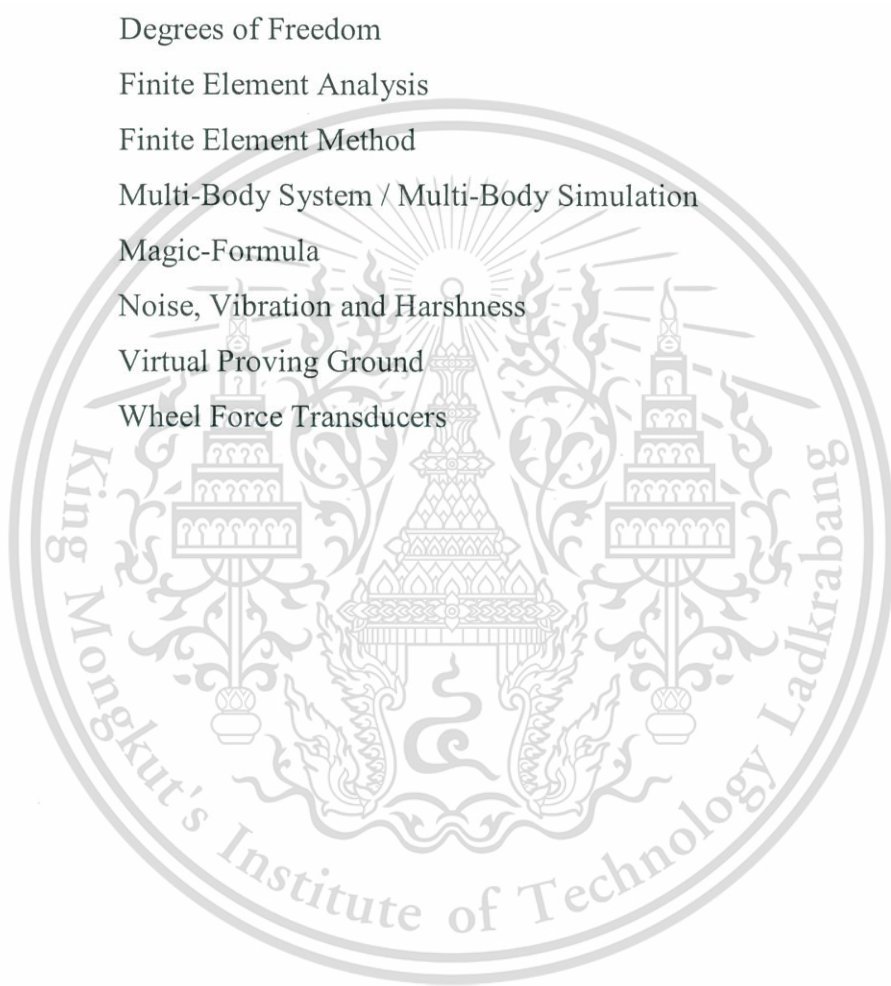 Degrees of Freedom
Finite Element Analysis
Finite Element Method
Multi-Body System / Multi-Body Simulation
Magic-Formula
Noise, Vibration and Harshness
Virtual Proving Ground
Wheel Force Transducers
King Mongkut's Institute of Technology Ladkrabang